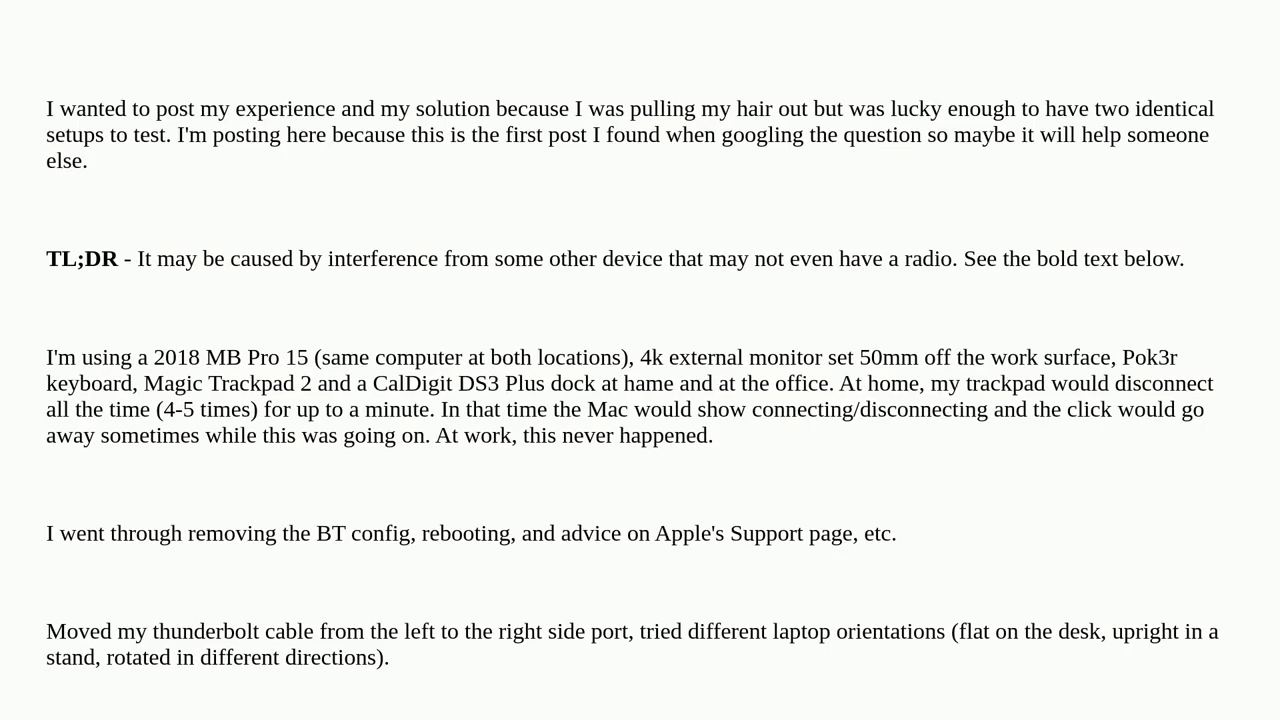 I wanted to post my experience and my solution because I was pulling my hair out but was lucky enough to have two identical
setups to test. I'm posting here because this is the first post I found when googling the question so maybe it will help someone
else.
TL;DR - It may be caused by interference from some other device that may not even have a radio. See the bold text below.
I'm using a 2018 MB Pro 15 (same computer at both locations), 4k external monitor set 50mm off the work surface, Pok3r
keyboard, Magic Trackpad 2 and a CalDigit DS3 Plus dock at hame and at the office. At home, my trackpad would disconnect
all the time (4-5 times) for up to a minute. In that time the Mac would show connecting/disconnecting and the click would go
away sometimes while this was going on. At work, this never happened.
I went through removing the BT config, rebooting, and advice on Apple's Support page, etc.
Moved my thunderbolt cable from the left to the right side port, tried different laptop orientations (flat on the desk, upright in a
stand, rotated in different directions).